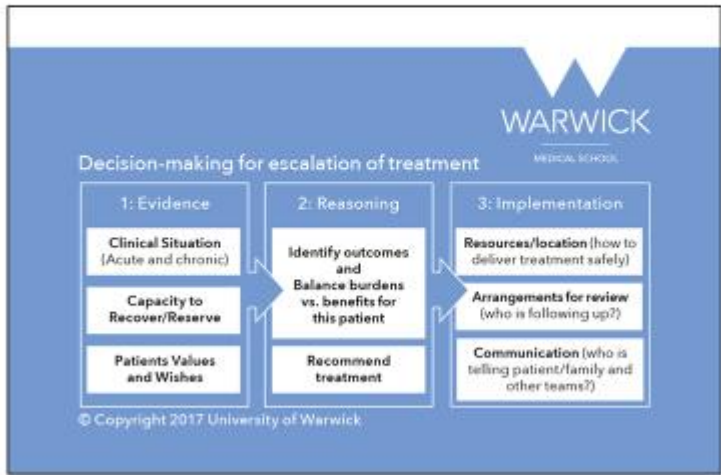 WARWICK
MEDICAL SCHOOL
Decision-making for escalation of treatment
1: Evidence
Clinical Situation
(Acute and chronic)
Capacity to
Recover/Reserve
Patients Values
and Wishes
2: Reasoning
Identify outcomes
and
Balance burdens
vs. benefits for
this patient
Recommend
treatment
3: Implementation
Resources/location (how to
deliver treatment safely)
Arrangements for review
(who is following up?)
Communication (who is
telling patient/family and
other teams?)
© Copyright 2017 University of Warwick